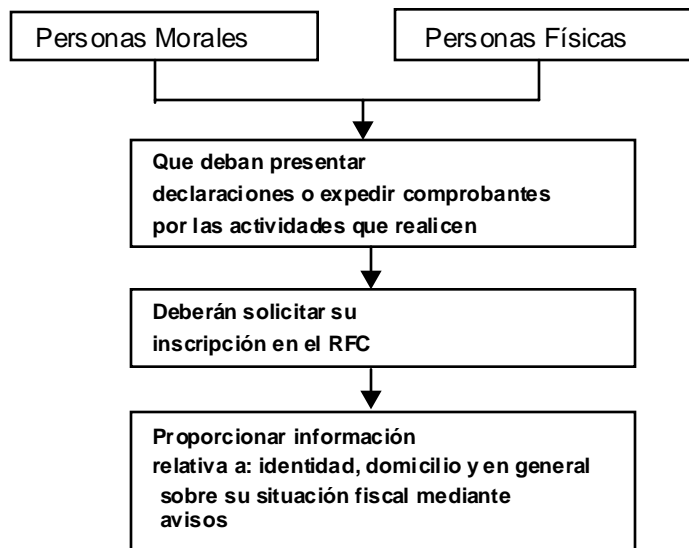 Personas Morales
Personas Físicas
Que deban presentar
declaraciones o expedir comprobantes
por las actividades que realicen
Deberán solicitar su
inscripción en el RFC
Proporcionar información
relativa a: identidad, domicilio y en general
sobre su situación fiscal mediante
avisos